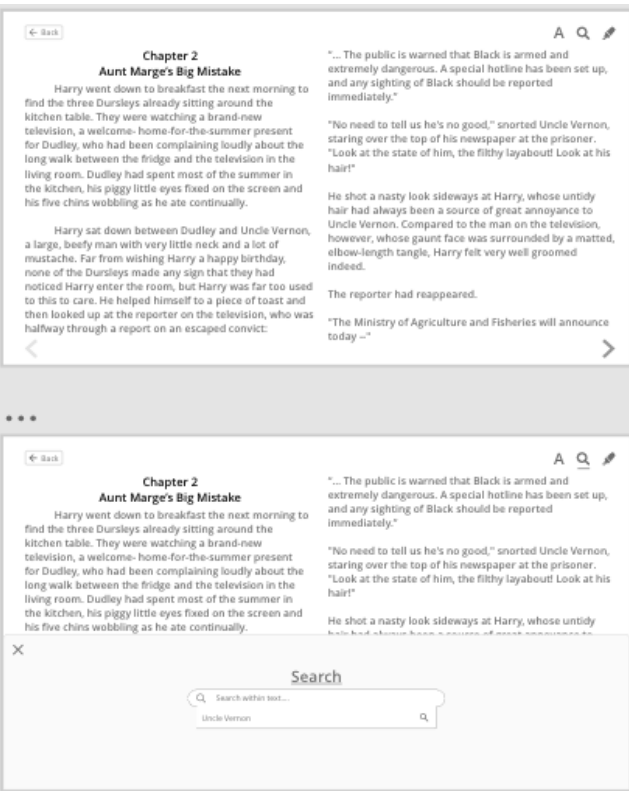 Back
A
Chapter 2
Aunt Marge's Big Mistake
Harry went down to breakfast the next morning to
find the three Dursleys already sitting around the
kitchen table. They were watching a brand-new
television, a welcome- home-for-the-summer present
for Dudley, who had been complaining loudly about the
long walk between the fridge and the television in the
living room. Dudley had spent most of the summer in
the kitchen, his piggy little eyes fixed on the screen and
his five chins wobbling as he ate continually.
Harry sat down between Dudley and Uncle Vernon,
a large, beefy man with very little neck and a lot of
mustache. Far from wishing Harry a happy birthday,
none of the Dursleys made any sign that they had
noticed Harry enter the room, but Harry was far too used
to this to care. He helped himself to a piece of toast and
then looked up at the reporter on the television, who was
halfway through a report on an escaped convict:
"... The public is warned that Black is armed and
extremely dangerous. A special hotline has been set up,
and any sighting of Black should be reported
immediately."
"No need to tell us he's no good," snorted Uncle Vernon,
staring over the top of his newspaper at the prisoner.
"Look at the state of him, the filthy layabout! Look at his
hair!"
He shot a nasty look sideways at Harry, whose untidy
hair had always been a source of great annoyance to
Uncle Vernon. Compared to the man on the television,
however, whose gaunt face was surrounded by a matted,
elbow-length tangle, Harry felt very well groomed
indeed.
The reporter had reappeared.
"The Ministry of Agriculture and Fisheries will announce
today --"
Back
A
Chapter 2
Aunt Marge's Big Mistake
Harry went down to breakfast the next morning to
find the three Dursleys already sitting around the
kitchen table. They were watching a brand-new
television, a welcome- home-for-the-summer present
for Dudley, who had been complaining loudly about the
long walk between the fridge and the television in the
living room. Dudley had spent most of the summer in
the kitchen, his piggy little eyes fixed on the screen and
his five chins wobbling as he ate continually.
"... The public is warned that Black is armed and
extremely dangerous. A special hotline has been set up,
and any sighting of Black should be reported
immediately."
"No need to tell us he's no good," snorted Uncle Vernon,
staring over the top of his newspaper at the prisoner.
"Look at the state of him, the filthy layabout! Look at his
hair!"
He shot a nasty look sideways at Harry, whose untidy
hair had always been a source of great annoyance to
Search
Search within text....
Uncle Vernon